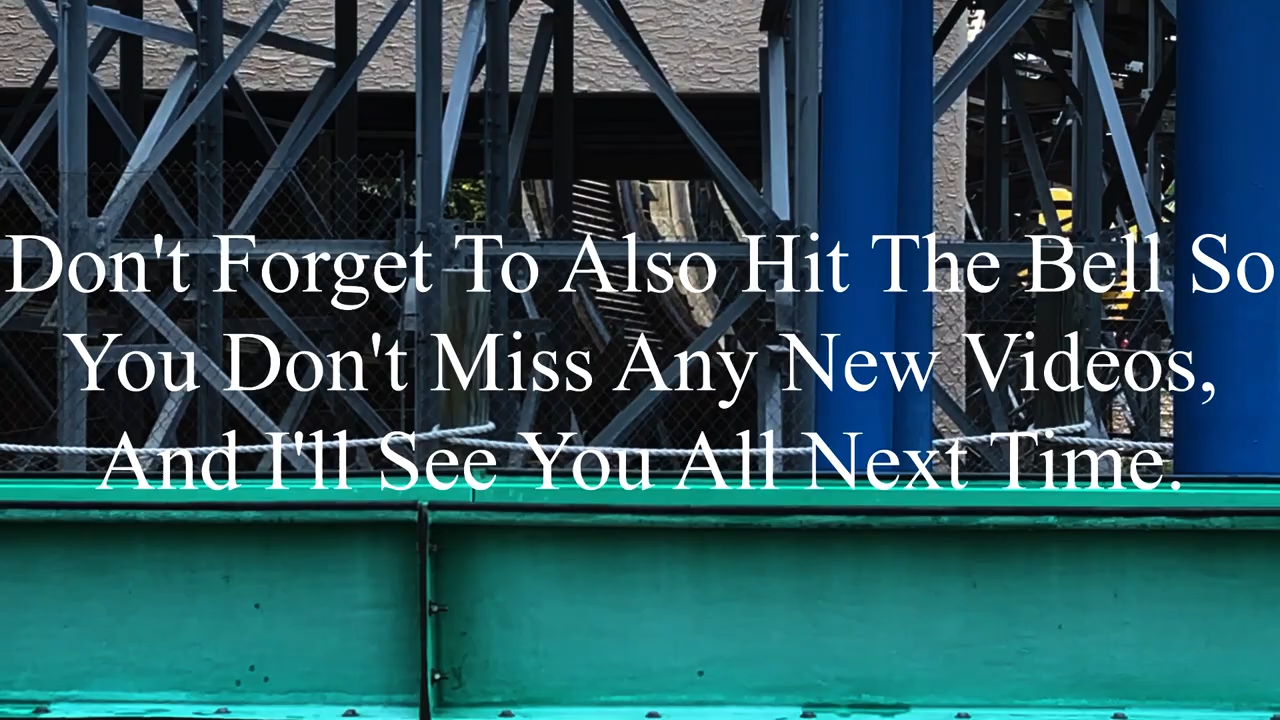 Don't Forget To Also Hit The Bell So
You Don't Miss Any New Videos,
And I'll See You All Next Time.